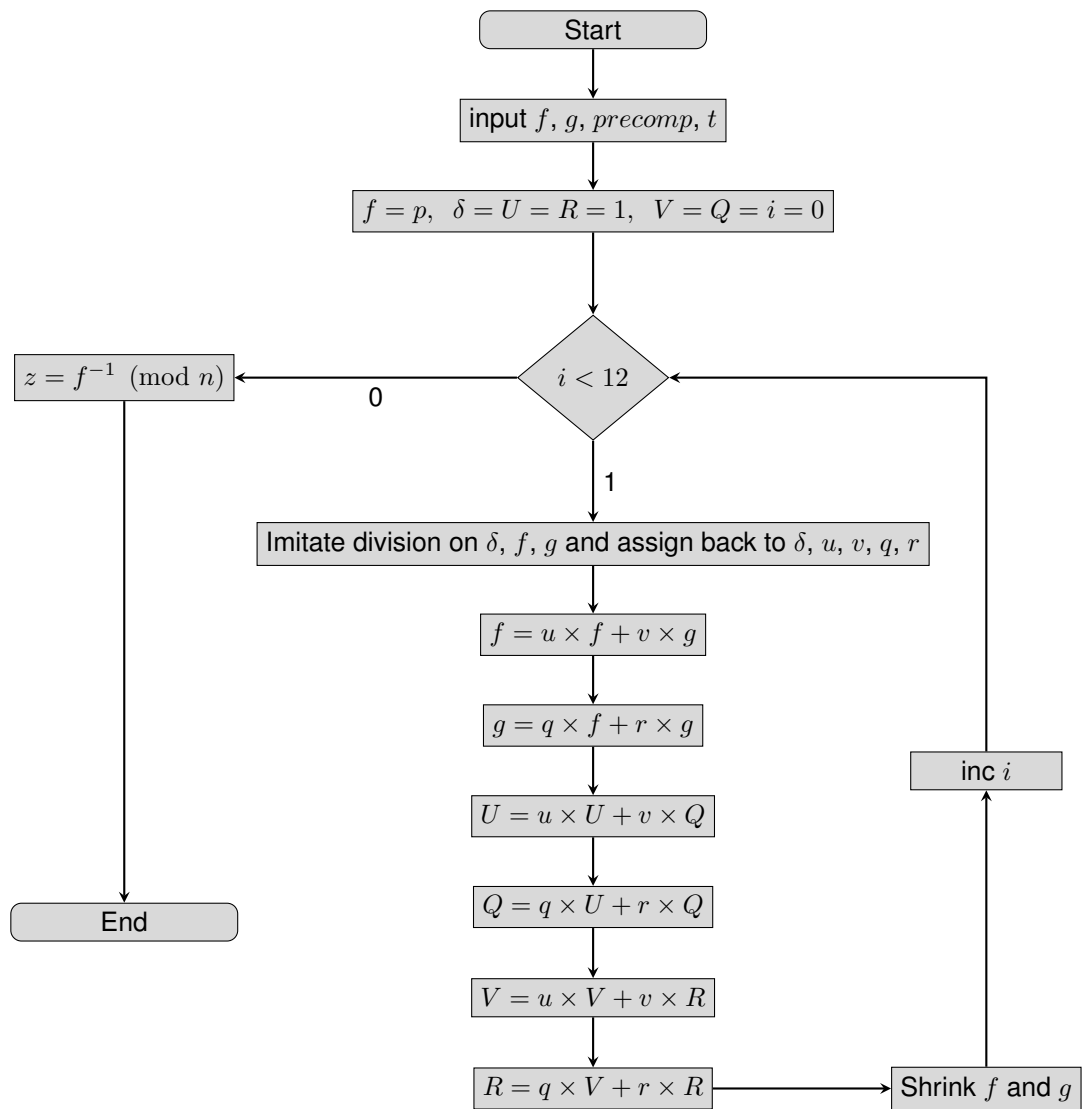 Start
input f, g, precomp, t
f = p, δ = U = R = 1, V = Q = i = 0
z = f⁻¹ (mod n)
i < 12
0
1
Imitate division on δ, f, g and assign back to δ, u, v, q, r
f = u × f + v × g
g = q × f + r × g
U = u × U + v × Q
Q = q × U + r × Q
V = u × V + v × R
R = q × V + r × R
Shrink f and g
inc i
End